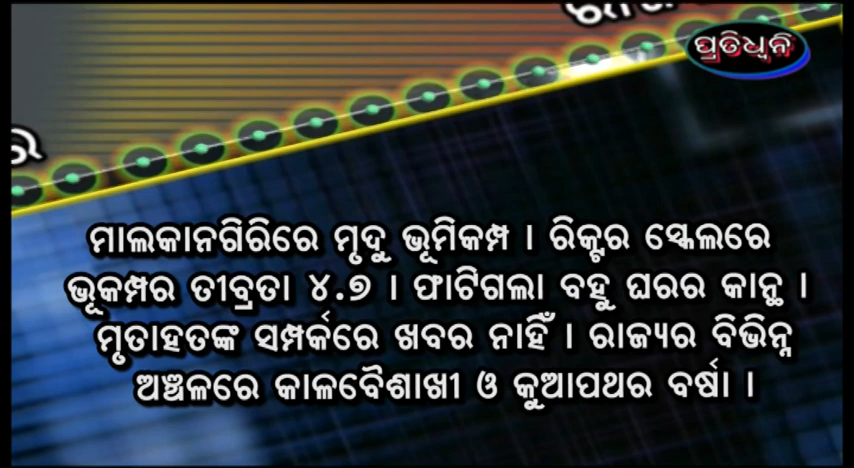 ପ୍ରତିଧ୍ୱନି
ମାଲକାନଗିରିରେ ମୃଦୁ ଭୂମିକମ୍ପ । ରିକ୍ଟର ସ୍କେଲରେ
ଭୂକମ୍ପର ତୀବ୍ରତା ୪.୭ । ଫାଟିଗଲା ବହୁ ଘରର କାନ୍ଥ ।
ମୃତାହତଙ୍କ ସମ୍ପର୍କରେ ଖବର ନାହିଁ । ରାଜ୍ୟର ବିଭିନ୍ନ
ଅଞ୍ଚଳରେ କାଳବୈଶାଖୀ ଓ କୁଆପଥର ବର୍ଷା ।